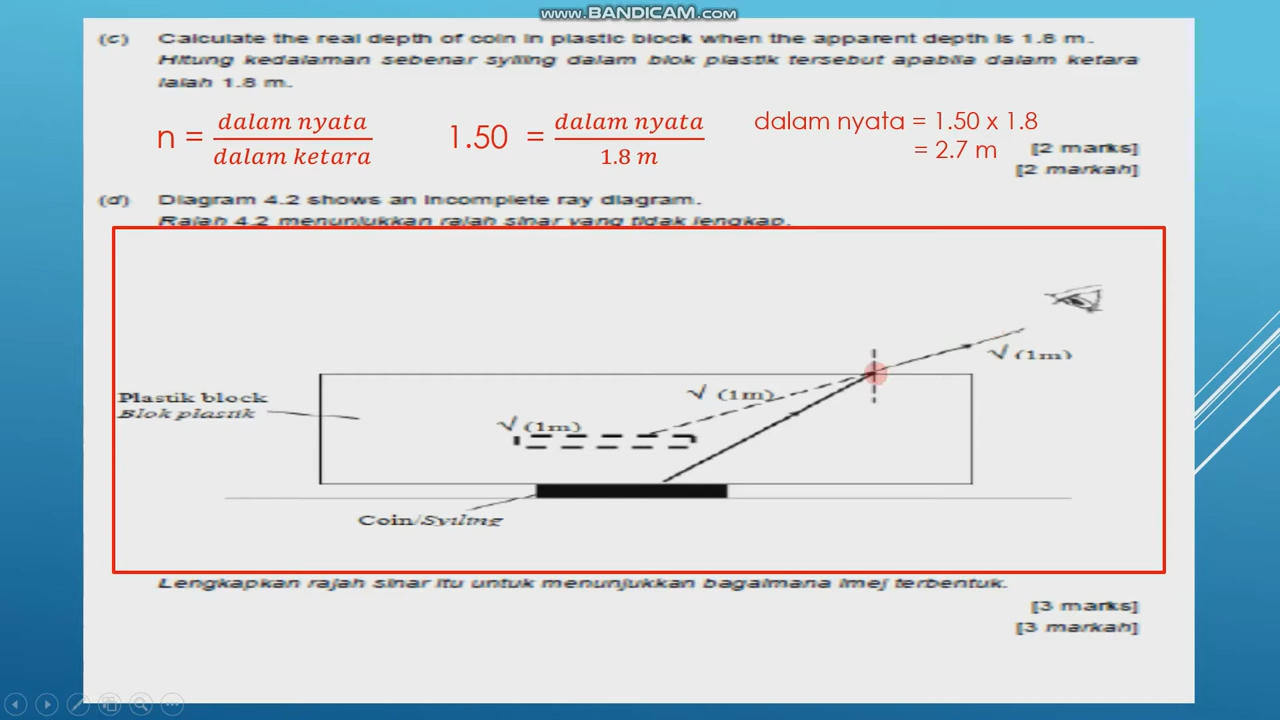 www.BANDICAM.com
(c) Calculate the real depth of coin in plastic block when the apparent depth is 1.8 m.
Hitung kedalaman sebenar syiling dalam blok plastik tersebut apabila dalam ketara
ialah 1.8 m.
n = dalam nyata / dalam ketara
1.50 = dalam nyata / 1.8 m
dalam nyata = 1.50 x 1.8
= 2.7 m
[2 marks]
[2 markah]
(d) Diagram 4.2 shows an incomplete ray diagram.
Rajah 4.2 menunjukkan rajah sinar yang tidak lengkap.
√ (1m)
√ (1m)
Plastik block
Blok plastik
√ (1m)
Coin/Syiling
Lengkapkan rajah sinar itu untuk menunjukkan bagaimana imej terbentuk.
[3 marks]
[3 markah]